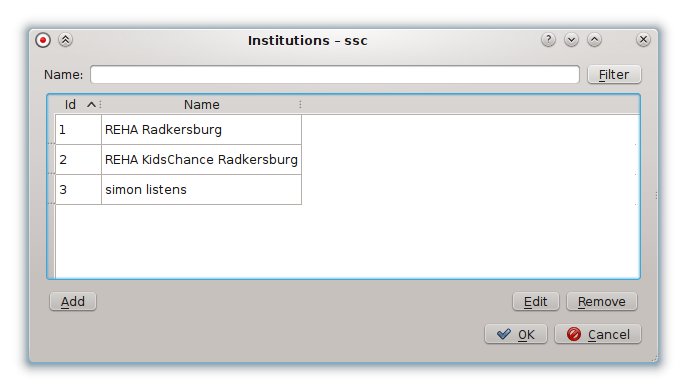 Institutions – ssc
Name: Filter
Id Name
1 REHA Radkersburg
2 REHA KidsChance Radkersburg
3 simon listens
Add Edit Remove
OK Cancel